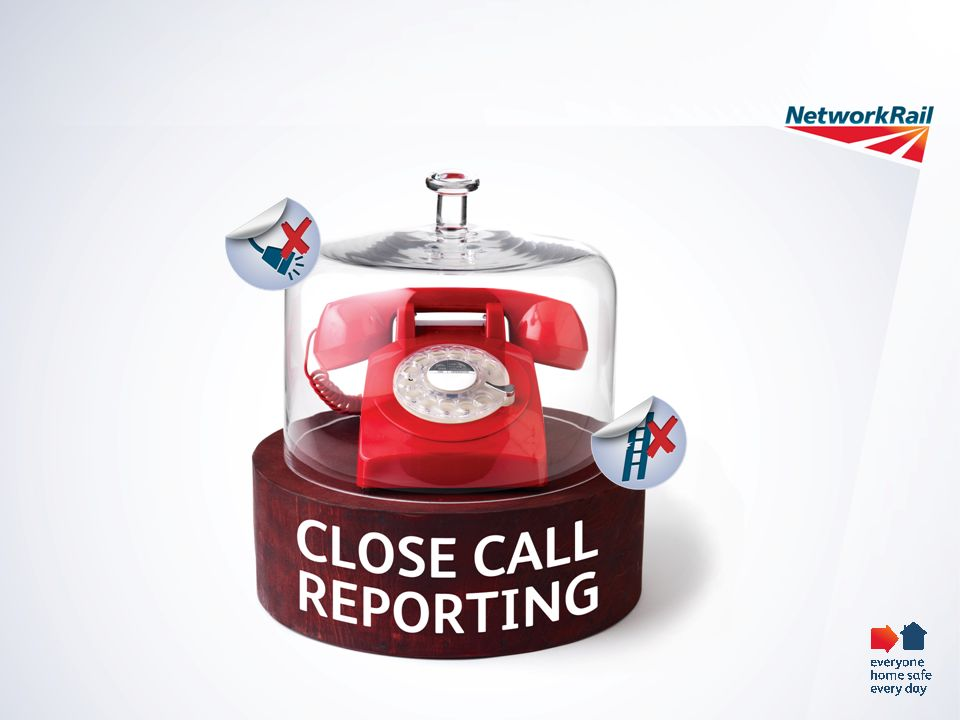 NetworkRail
CLOSE CALL
REPORTING
everyone
home safe
every day